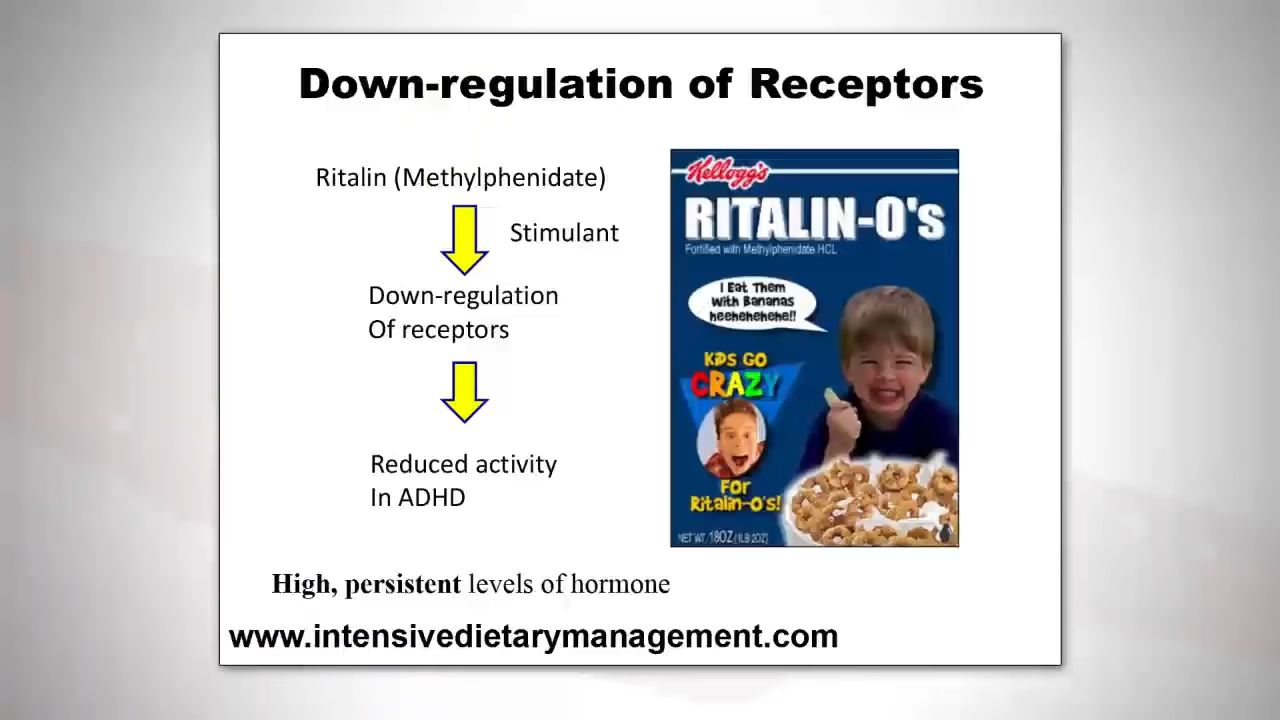 Down-regulation of Receptors
Ritalin (Methylphenidate)
Stimulant
Down-regulation
Of receptors
Reduced activity
In ADHD
Kellogg's
RITALIN-O's
Fortified with Methylphenidate HCL
I Eat Them
With Bananas
heehehehehe!!
KiDS GO
CRAZY
FOR
Ritalin-O's!
NET WT. 18OZ (1LB 2OZ)
High, persistent levels of hormone
www.intensivedietarymanagement.com